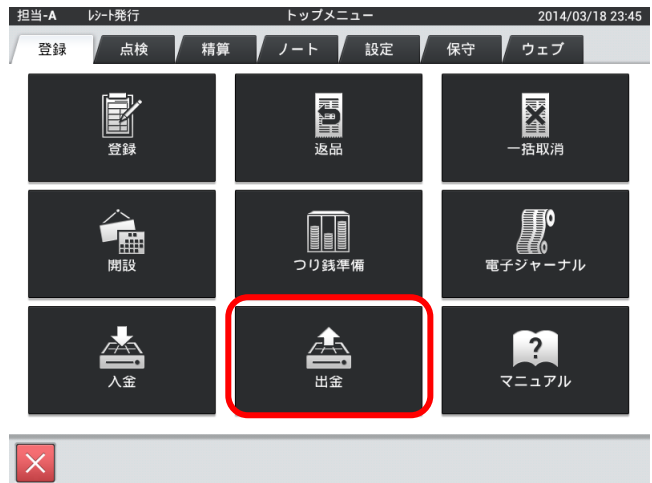 担当-A ﾚｼｰﾄ発行 トップメニュー 2014/03/18 23:45
登録 点検 精算 ノート 設定 保守 ウェブ
登録 返品 一括取消
開設 つり銭準備 電子ジャーナル
入金 出金 ?
マニュアル